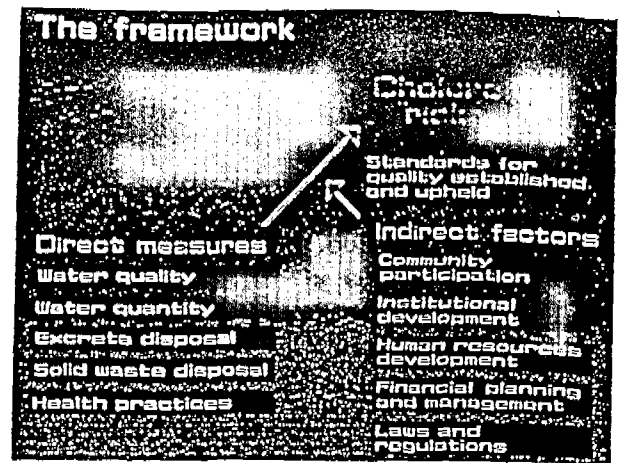 The framework
Cholera
risk
Standards for
quality established
and upheld
Direct measures
Water quality
Water quantity
Excreta disposal
Solid waste disposal
Health practices
Indirect factors
Community
participation
Institutional
development
Human resources
development
Financial planning
and management
Laws and
regulations